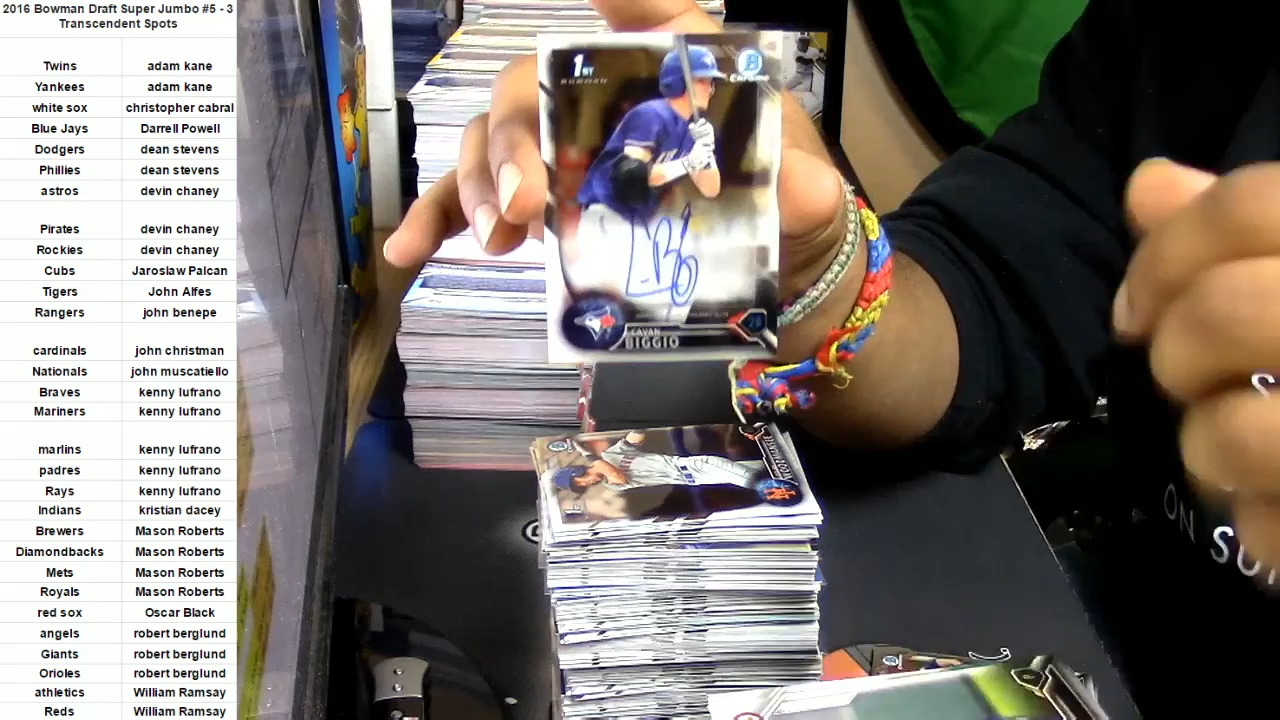 2016 Bowman Draft Super Jumbo #5 - 3
Transcendent Spots
Twins adam kane
Yankees adam kane
white sox christopher cabral
Blue Jays Darrell Powell
Dodgers dean stevens
Phillies dean stevens
astros devin chaney
Pirates devin chaney
Rockies devin chaney
Cubs Jaroslaw Palcan
Tigers John Alfes
Rangers john benepe
cardinals john christman
Nationals john muscatiello
Braves kenny lufrano
Mariners kenny lufrano
marlins kenny lufrano
padres kenny lufrano
Rays kenny lufrano
Indians kristian dacey
Brewers Mason Roberts
Diamondbacks Mason Roberts
Mets Mason Roberts
Royals Mason Roberts
red sox Oscar Black
angels robert berglund
Giants robert berglund
Orioles robert berglund
athletics William Ramsay
Reds William Ramsay
1ST
BOWMAN
B
Chrome
CAVAN
BIGGIO
2B
ON